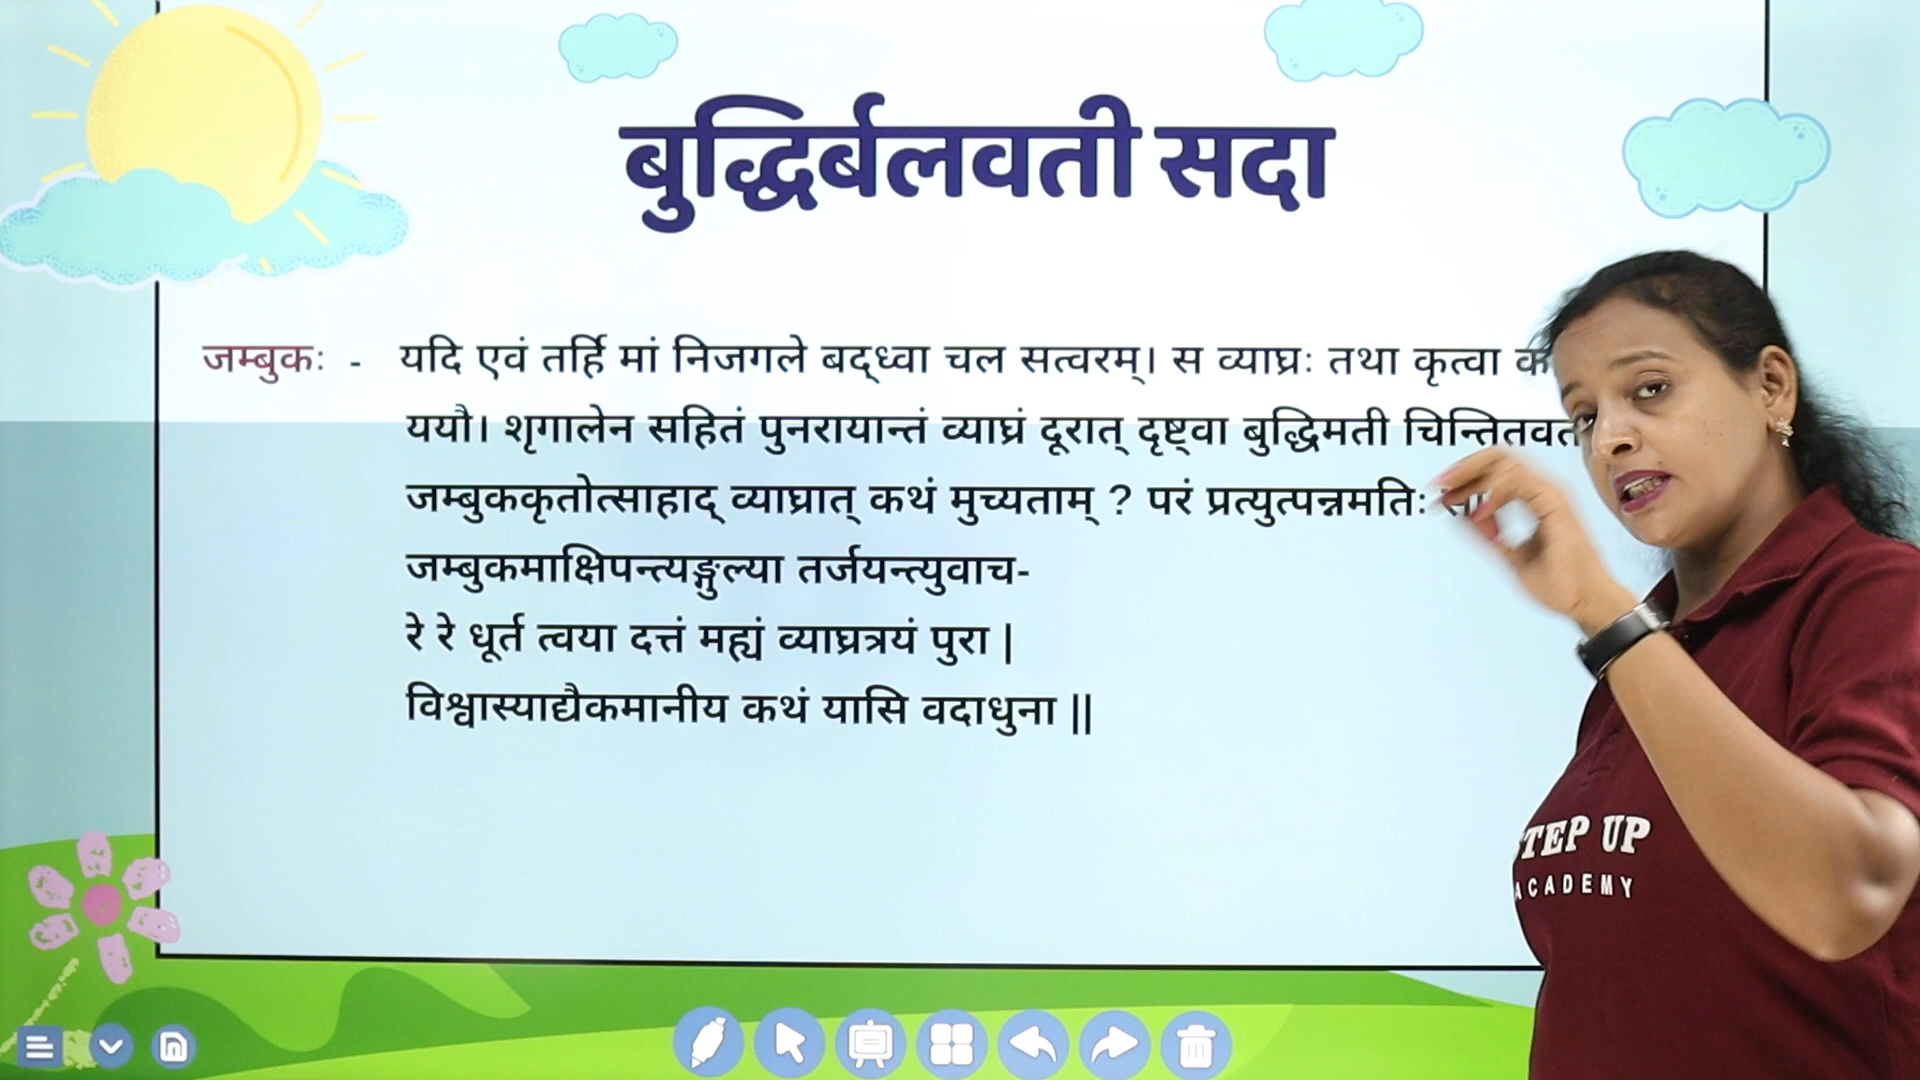 बुद्धिर्बलवती सदा
जम्बुकः - यदि एवं तर्हि मां निजगले बद्ध्वा चल सत्वरम्। स व्याघ्रः तथा कृत्वा
ययौ। शृगालेन सहितं पुनरायान्तं व्याघ्रं दूरात् दृष्ट्वा बुद्धिमती
जम्बुककृतोत्साहाद् व्याघ्रात् कथं मुच्यताम् ? परं प्रत्युत्पन्नमतिः
जम्बुकमाक्षिपन्त्यङ्गुल्या तर्जयन्त्युवाच-
रे रे धूर्त त्वया दत्तं मह्यं व्याघ्रत्रयं पुरा |
विश्वास्याद्यैकमानीय कथं यासि वदाधुना ||
STEP UP
ACADEMY